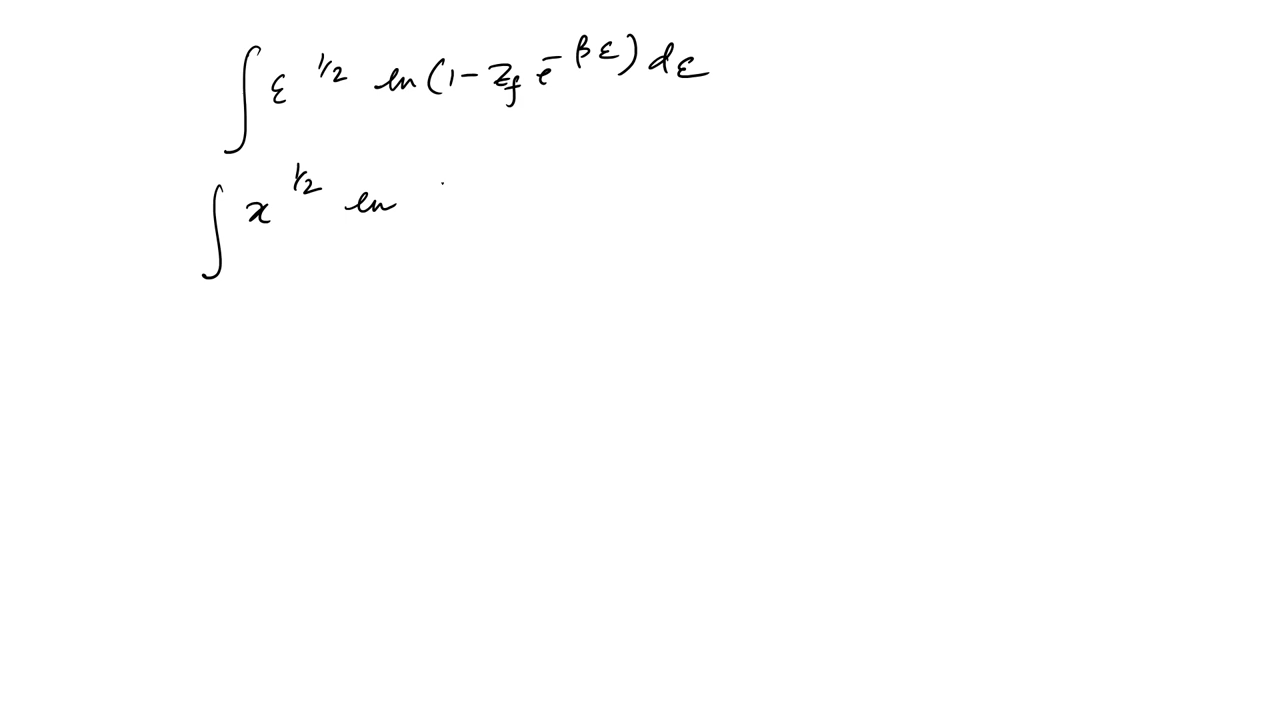 ∫ ε^{1/2} ln(1 - z_f e^{-βε}) dε
∫ x^{1/2} ln